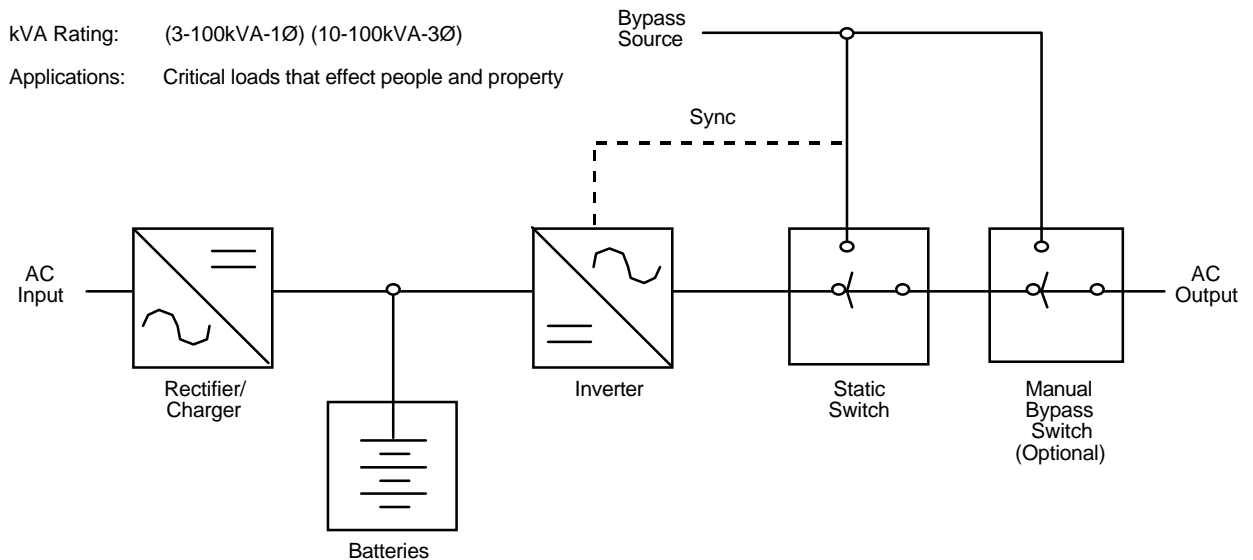 kVA Rating: (3-100kVA-1Ø) (10-100kVA-3Ø)
Applications: Critical loads that effect people and property
Bypass
Source
Sync
AC
Input
AC
Output
Rectifier/
Charger
Inverter
Static
Switch
Manual
Bypass
Switch
(Optional)
Batteries